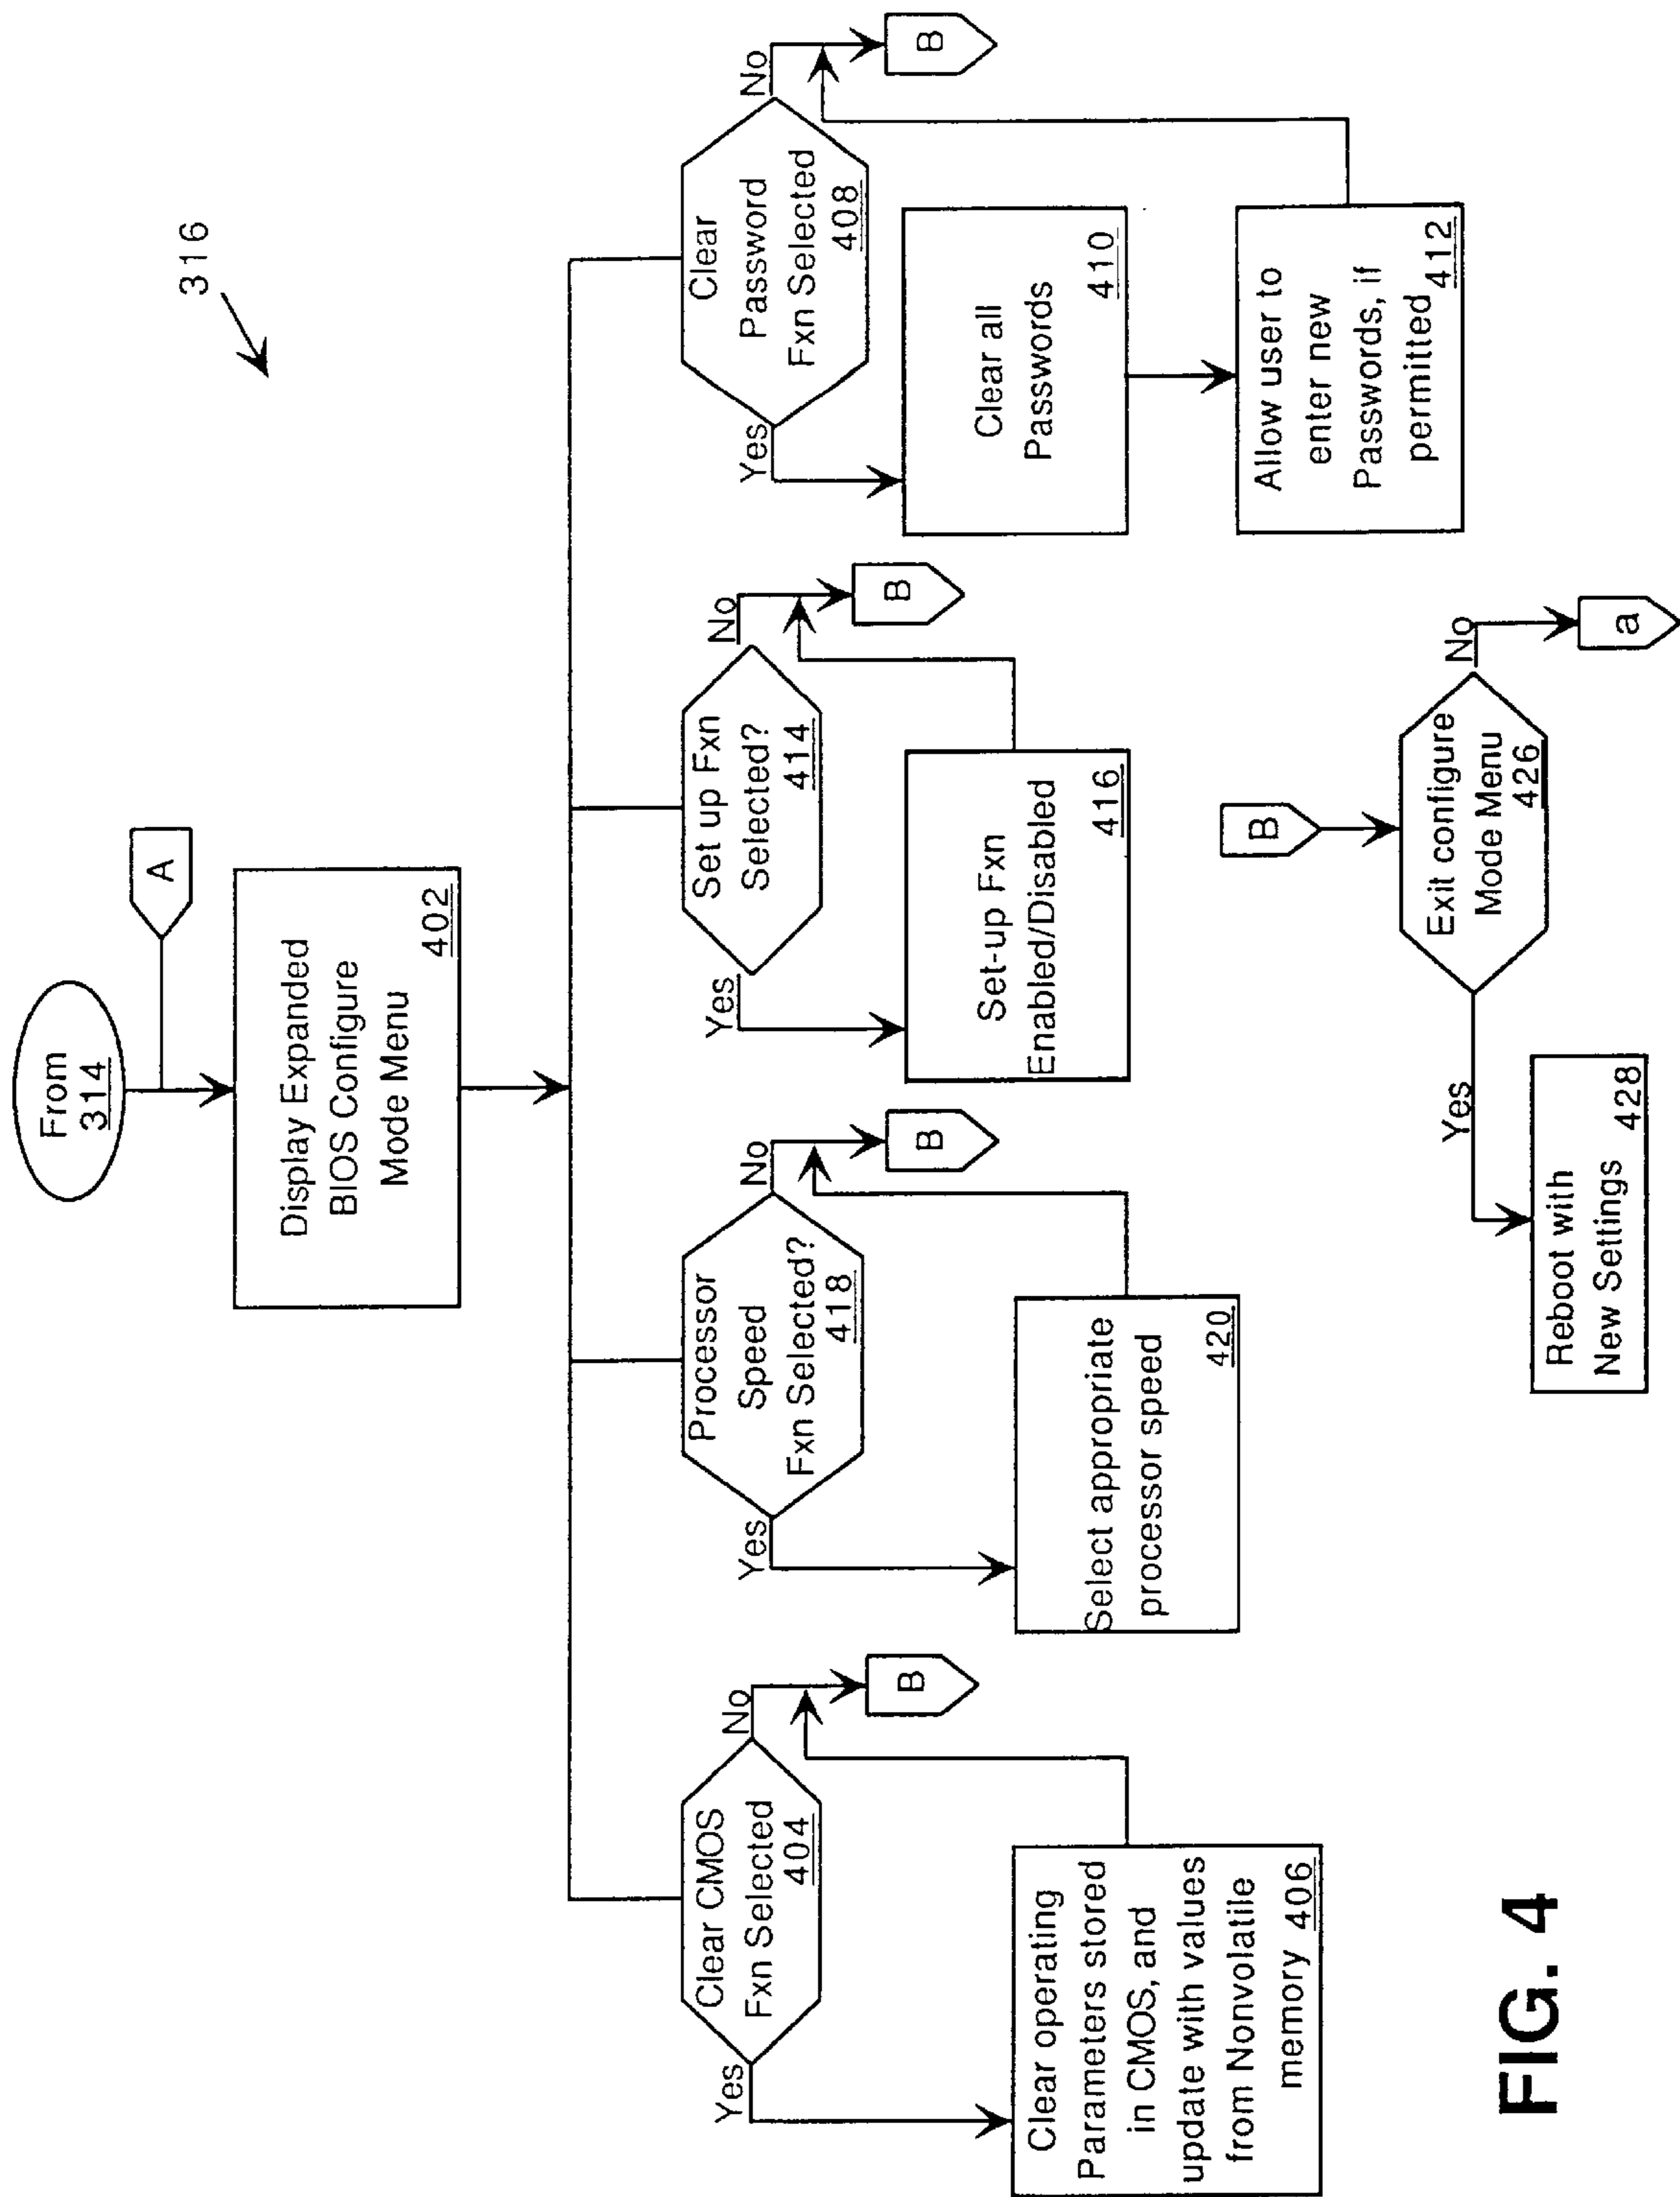 316
From
314
A
Display Expanded
BIOS Configure
Mode Menu
402
Clear CMOS
Fxn Selected
404
Yes
No
B
Clear operating
Parameters stored
in CMOS, and
update with values
from Nonvolatile
memory 406
Processor
Speed
Fxn Selected?
418
Yes
No
B
Select appropriate
processor speed
420
Set up Fxn
Selected?
414
Yes
No
B
Set-up Fxn
Enabled/Disabled
416
Clear
Password
Fxn Selected
408
Yes
No
B
Clear all
Passwords
410
Allow user to
enter new
Passwords, if
permitted 412
B
Exit configure
Mode Menu
426
Yes
No
a
Reboot with
New Settings 428
FIG. 4